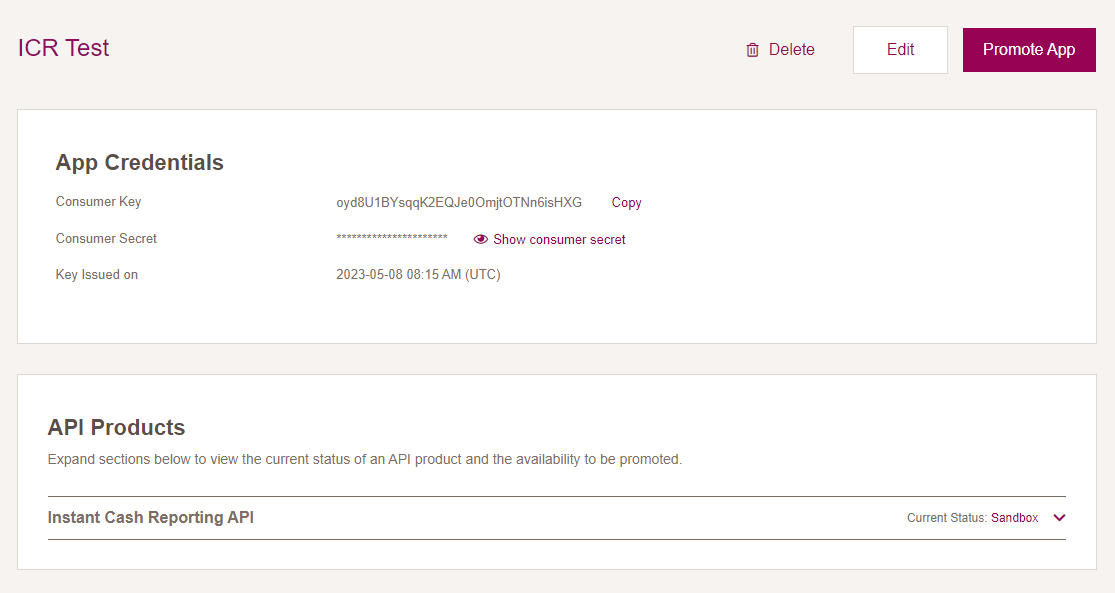 ICR Test
Delete
Edit
Promote App
App Credentials
Consumer Key
oyd8U1BYsqqK2EQJe0OmjtOTNn6isHXG
Copy
Consumer Secret
**********************
Show consumer secret
Key Issued on
2023-05-08 08:15 AM (UTC)
API Products
Expand sections below to view the current status of an API product and the availability to be promoted.
Instant Cash Reporting API
Current Status: Sandbox